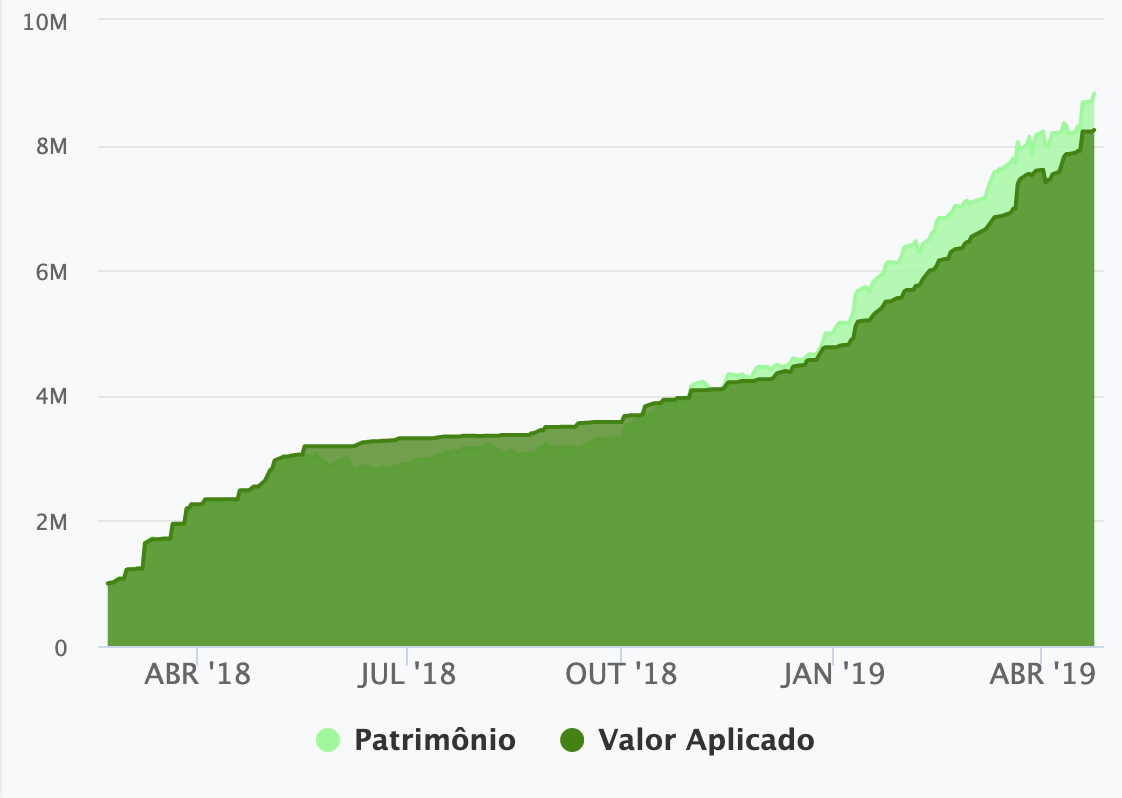 10M
8M
6M
4M
2M
0
ABR '18 JUL '18 OUT '18 JAN '19 ABR '19
Patrimônio Valor Aplicado